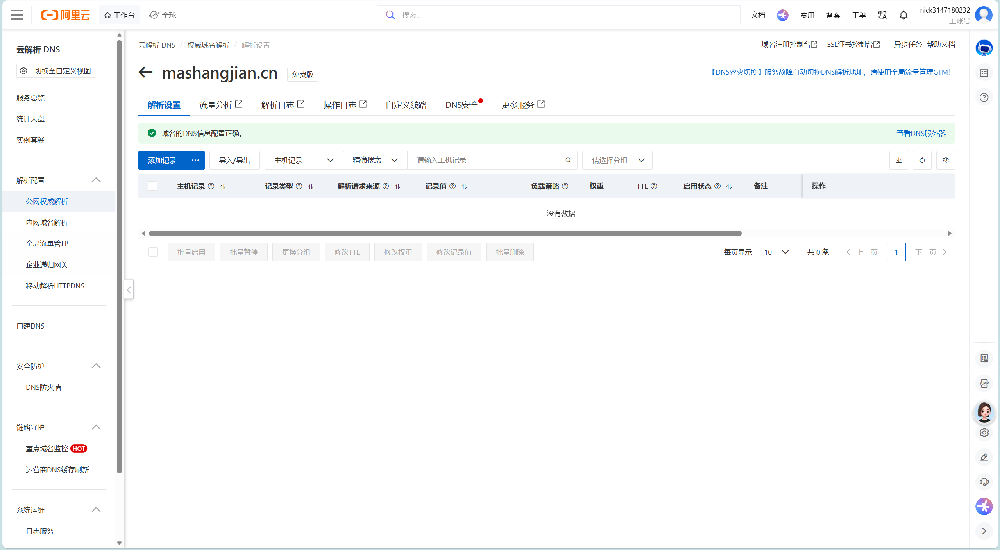 阿里云
工作台
全球
搜索...
文档
费用
备案
工单
nick3147180232
主账号
云解析 DNS
切换至自定义视图
服务总览
统计大盘
实例套餐
解析配置
公网权威解析
内网域名解析
全局流量管理
企业递归网关
移动解析HTTPDNS
自建DNS
安全防护
DNS防火墙
链路守护
重点域名监控 HOT
运营商DNS缓存刷新
系统运维
日志服务
云解析 DNS / 权威域名解析 / 解析设置
域名注册控制台
SSL证书控制台
异步任务
帮助文档
mashangjian.cn
免费版
【DNS容灾切换】服务故障自动切换DNS解析地址，请使用全局流量管理GTM！
解析设置
流量分析
解析日志
操作日志
自定义线路
DNS安全
更多服务
域名的DNS信息配置正确。
查看DNS服务器
添加记录
导入/导出
主机记录
精确搜索
请输入主机记录
请选择分组
主机记录
记录类型
解析请求来源
记录值
负载策略
权重
TTL
启用状态
备注
操作
没有数据
批量启用
批量暂停
更换分组
修改TTL
修改权重
修改记录值
批量删除
每页显示
10
共 0 条
上一页
1
下一页
APP